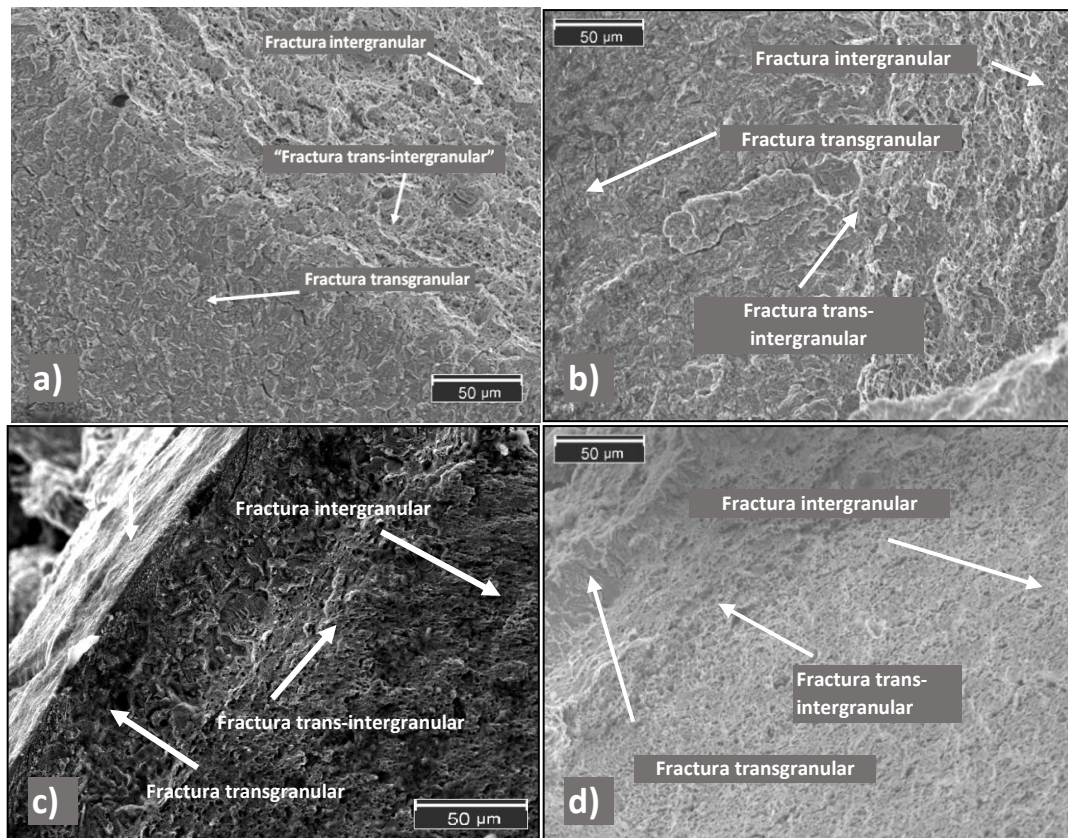 Fractura intergranular
“Fractura trans-intergranular”
Fractura transgranular
a)
50 µm
50 µm
Fractura intergranular
Fractura transgranular
Fractura trans-
intergranular
b)
Fractura intergranular
Fractura trans-intergranular
Fractura transgranular
c)
50 µm
50 µm
Fractura intergranular
Fractura trans-
intergranular
Fractura transgranular
d)